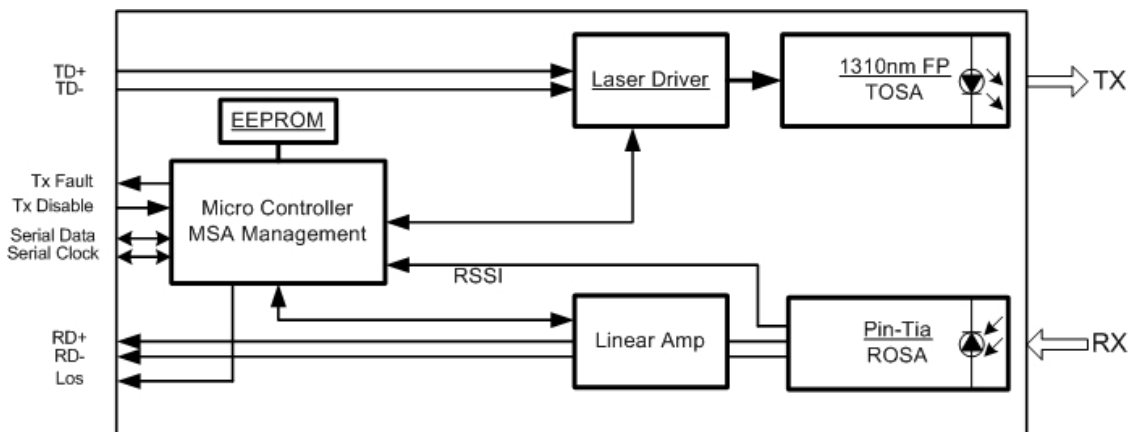 TD+
TD-
Laser Driver
1310nm FP
TOSA
TX
EEPROM
Tx Fault
Tx Disable
Serial Data
Serial Clock
Micro Controller
MSA Management
RSSI
RD+
RD-
Los
Linear Amp
Pin-Tia
ROSA
RX